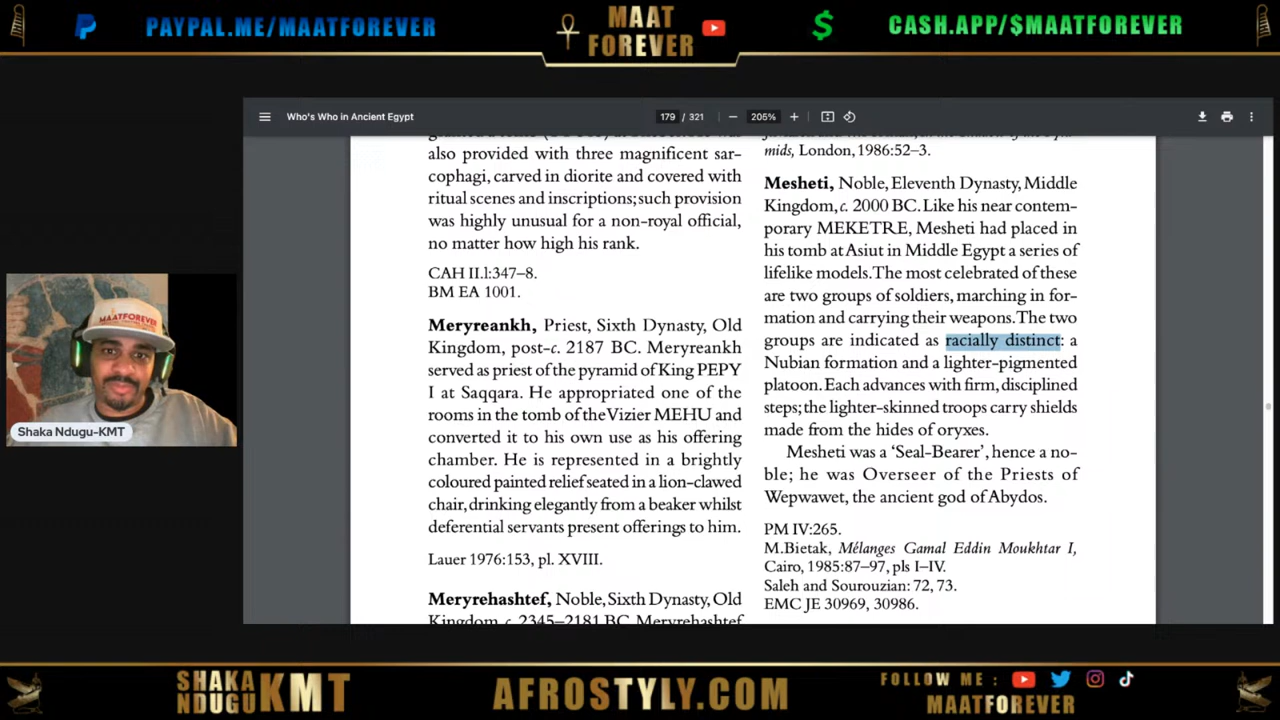 PAYPAL.ME/MAATFOREVER
MAAT
FOREVER
CASH.APP/$MAATFOREVER
Who's Who in Ancient Egypt
179 / 321
205%
also provided with three magnificent sar-
cophagi, carved in diorite and covered with
ritual scenes and inscriptions; such provision
was highly unusual for a non-royal official,
no matter how high his rank.
CAH II.1:347–8.
BM EA 1001.
Meryreankh, Priest, Sixth Dynasty, Old
Kingdom, post-c. 2187 BC. Meryreankh
served as priest of the pyramid of King PEPY
I at Saqqara. He appropriated one of the
rooms in the tomb of the Vizier MEHU and
converted it to his own use as his offering
chamber. He is represented in a brightly
coloured painted relief seated in a lion-clawed
chair, drinking elegantly from a beaker whilst
deferential servants present offerings to him.
Lauer 1976:153, pl. XVIII.
Meryrehashtef, Noble, Sixth Dynasty, Old
Kingdom, c. 2345–2181 BC. Meryrehashtef
mids, London, 1986:52–3.
Mesheti, Noble, Eleventh Dynasty, Middle
Kingdom, c. 2000 BC. Like his near contem-
porary MEKETRE, Mesheti had placed in
his tomb at Asiut in Middle Egypt a series of
lifelike models. The most celebrated of these
are two groups of soldiers, marching in for-
mation and carrying their weapons. The two
groups are indicated as racially distinct: a
Nubian formation and a lighter-pigmented
platoon. Each advances with firm, disciplined
steps; the lighter-skinned troops carry shields
made from the hides of oryxes.
Mesheti was a ‘Seal-Bearer’, hence a no-
ble; he was Overseer of the Priests of
Wepwawet, the ancient god of Abydos.
PM IV:265.
M.Bietak, Mélanges Gamal Eddin Moukhtar I,
Cairo, 1985:87–97, pls I–IV.
Saleh and Sourouzian: 72, 73.
EMC JE 30969, 30986.
MAATFOREVER
Shaka Ndugu-KMT
SHAKA
NDUGU KMT
AFROSTYLY.COM
FOLLOW ME :
MAATFOREVER